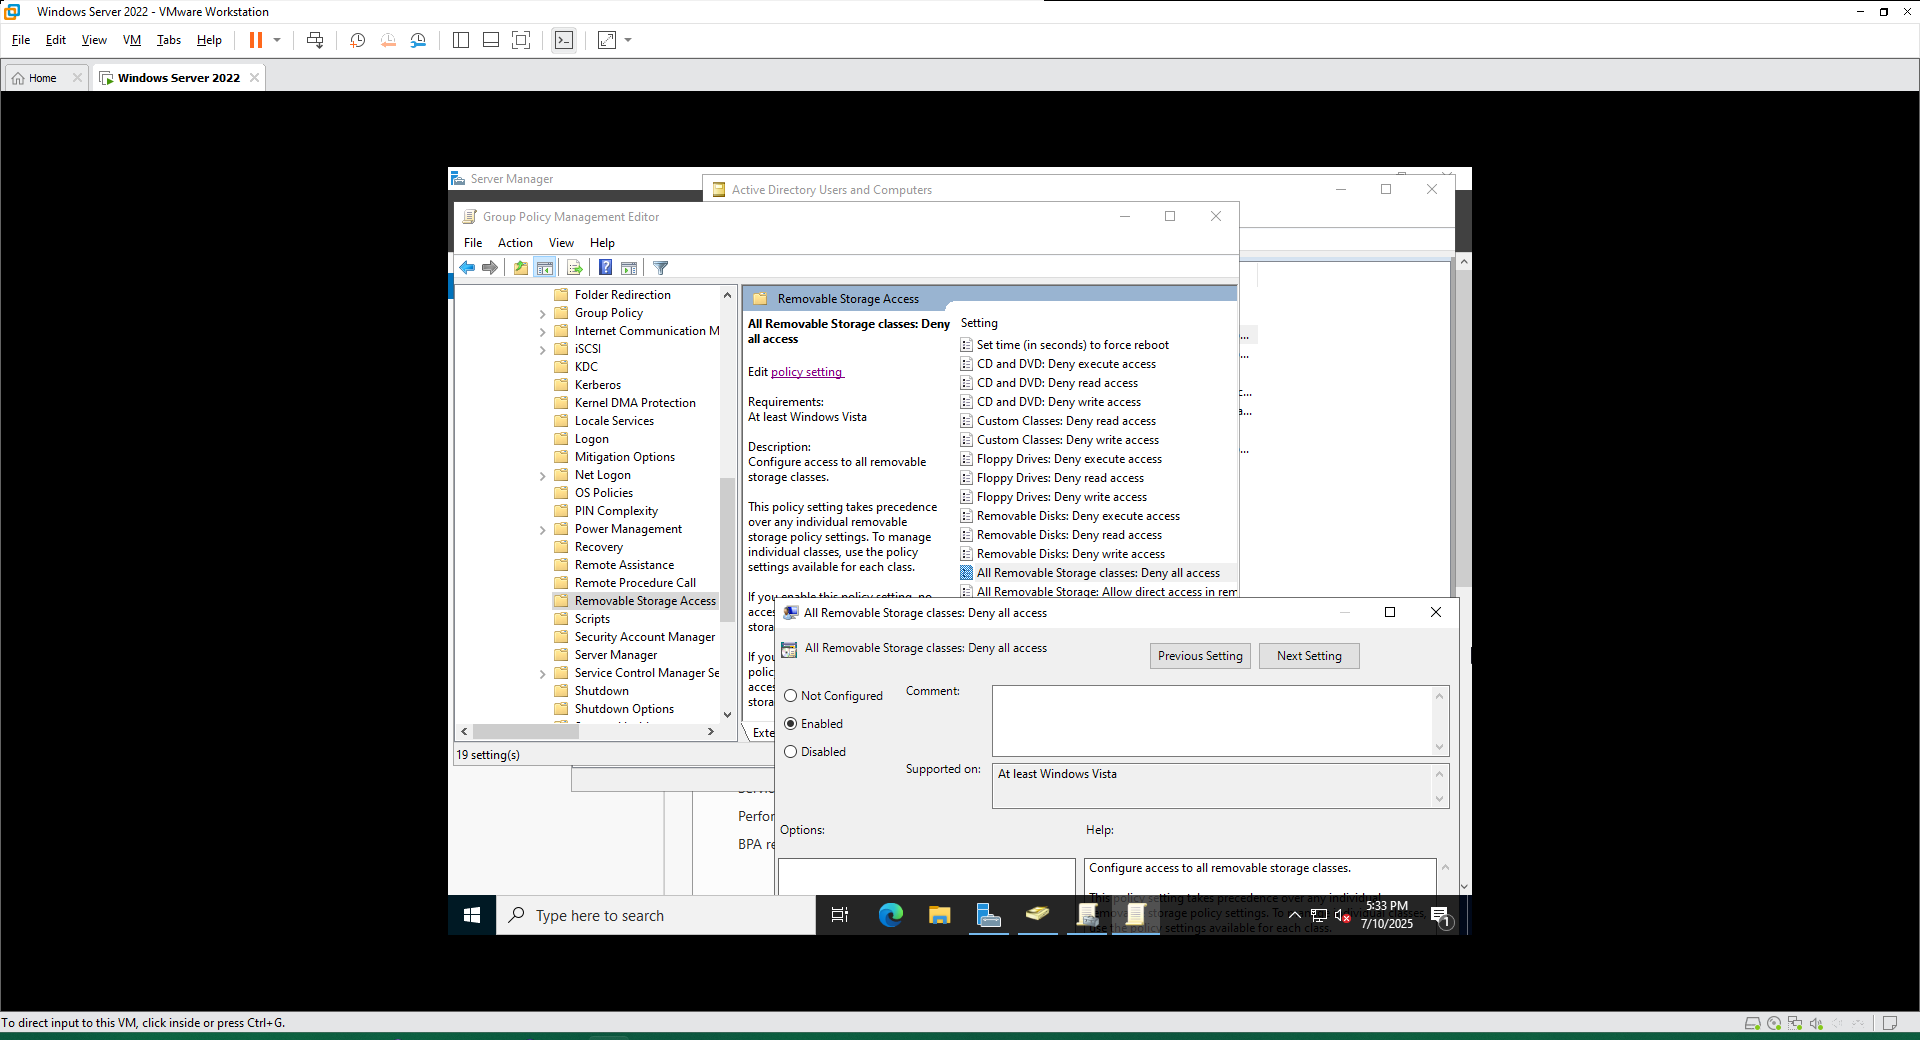 Windows Server 2022 - VMware Workstation
File Edit View VM Tabs Help
Home
Windows Server 2022
Server Manager
Active Directory Users and Computers
Group Policy Management Editor
File Action View Help
Folder Redirection
Group Policy
Internet Communication M
iSCSI
KDC
Kerberos
Kernel DMA Protection
Locale Services
Logon
Mitigation Options
Net Logon
OS Policies
PIN Complexity
Power Management
Recovery
Remote Assistance
Remote Procedure Call
Removable Storage Access
Scripts
Security Account Manager
Server Manager
Service Control Manager Se
Shutdown
Shutdown Options
19 setting(s)
Removable Storage Access
All Removable Storage classes: Deny
all access
Edit policy setting
Requirements:
At least Windows Vista
Description:
Configure access to all removable
storage classes.
This policy setting takes precedence
over any individual removable
storage policy settings. To manage
individual classes, use the policy
settings available for each class.
If you enable this policy setting, no
acces
stora
If you
polic
acces
stora
Exte
Setting
Set time (in seconds) to force reboot
CD and DVD: Deny execute access
CD and DVD: Deny read access
CD and DVD: Deny write access
Custom Classes: Deny read access
Custom Classes: Deny write access
Floppy Drives: Deny execute access
Floppy Drives: Deny read access
Floppy Drives: Deny write access
Removable Disks: Deny execute access
Removable Disks: Deny read access
Removable Disks: Deny write access
All Removable Storage classes: Deny all access
All Removable Storage: Allow direct access in rem
...
...
c...
a...
...
Perfor
BPA re
All Removable Storage classes: Deny all access
All Removable Storage classes: Deny all access
Previous Setting
Next Setting
Not Configured
Enabled
Disabled
Comment:
Supported on:
At least Windows Vista
Options:
Help:
Configure access to all removable storage classes.
This policy setting takes precedence over any individual
removable storage policy settings. To manage individual classes,
use the policy settings available for each class.
Type here to search
5:33 PM
7/10/2025
1
To direct input to this VM, click inside or press Ctrl+G.